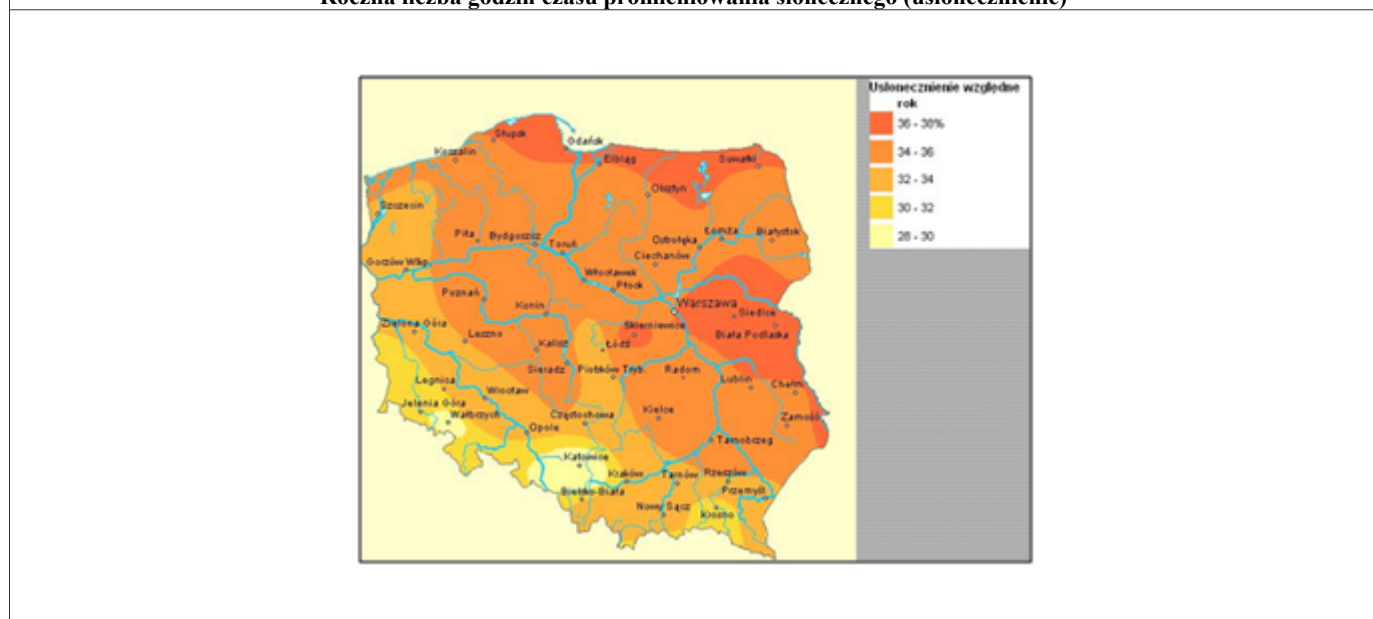 Roczna liczba godzin czasu promieniowania słonecznego (usłonecznienie)
Usłonecznienie względne
rok
36 - 38%
34 - 36
32 - 34
30 - 32
28 - 30
Słupsk
Gdańsk
Koszalin
Elbląg
Suwałki
Olsztyn
Szczecin
Piła
Bydgoszcz
Toruń
Ostrołęka
Łomża
Białystok
Ciechanów
Gorzów Wlkp.
Włocławek
Płock
Poznań
Konin
Warszawa
Siedlce
Zielona Góra
Leszno
Kalisz
Skierniewice
Łódź
Biała Podlaska
Sieradz
Piotrków Tryb.
Radom
Lublin
Chełm
Legnica
Wrocław
Jelenia Góra
Wałbrzych
Częstochowa
Kielce
Zamość
Opole
Tarnobrzeg
Katowice
Kraków
Tarnów
Rzeszów
Przemyśl
Bielsko-Biała
Nowy Sącz
Krosno